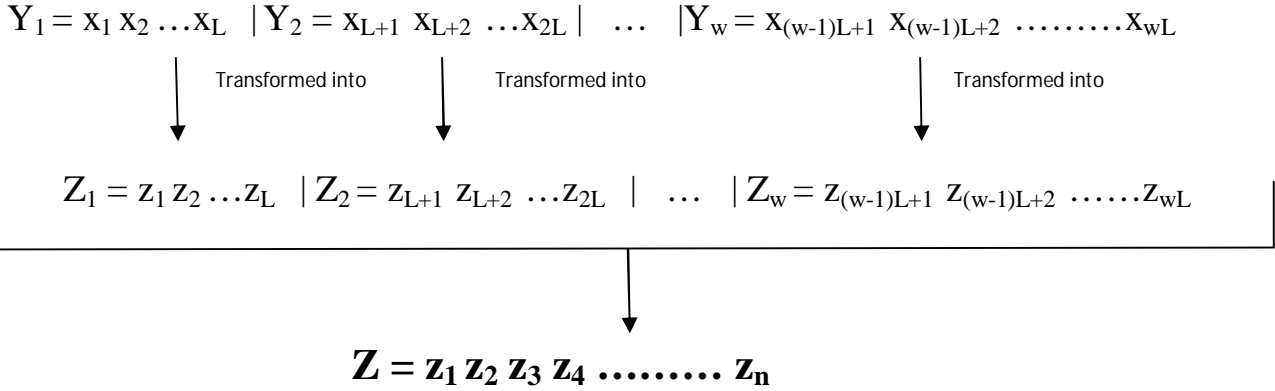 Y₁ = x₁ x₂ …x_L | Y₂ = x_{L+1} x_{L+2} …x_{2L} | … |Y_w = x_{(w-1)L+1} x_{(w-1)L+2} ………x_{wL}
Transformed into Transformed into Transformed into
Z₁ = z₁ z₂ …z_L | Z₂ = z_{L+1} z_{L+2} …z_{2L} | … | Z_w = z_{(w-1)L+1} z_{(w-1)L+2} ……z_{wL}
Z = z₁ z₂ z₃ z₄ ……… z_n